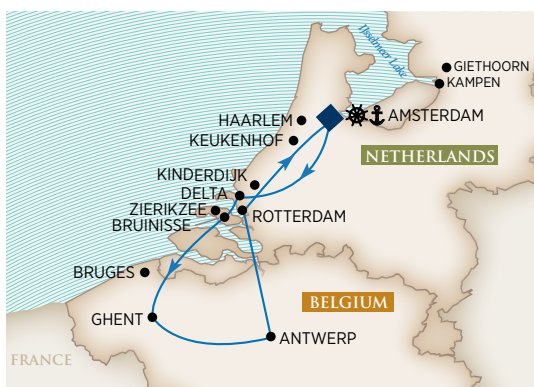 IJsselmeer Lake
GIETHOORN
KAMPEN
AMSTERDAM
HAARLEM
KEUKENHOF
NETHERLANDS
KINDERDIJK
DELTA
ZIERIKZEE
ROTTERDAM
BRUINISSE
BRUGES
BELGIUM
GHENT
ANTWERP
FRANCE